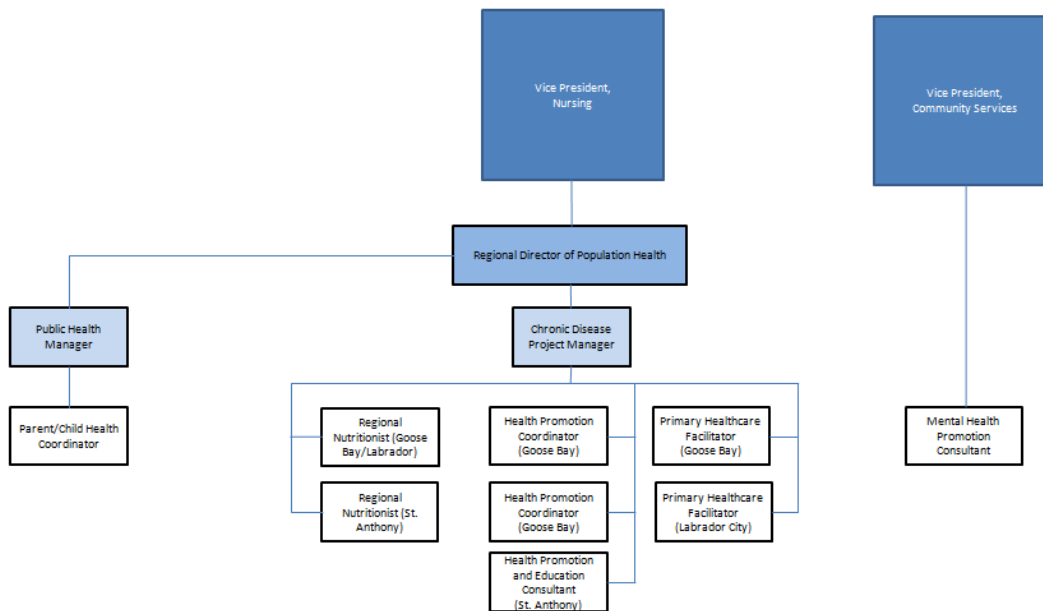 Vice President,
Nursing
Vice President,
Community Services
Regional Director of Population Health
Public Health
Manager
Chronic Disease
Project Manager
Parent/Child Health
Coordinator
Regional
Nutritionist (Goose
Bay/Labrador)
Health Promotion
Coordinator
(Goose Bay)
Primary Healthcare
Facilitator
(Goose Bay)
Mental Health
Promotion
Consultant
Regional
Nutritionist (St.
Anthony)
Health Promotion
Coordinator
(Goose Bay)
Primary Healthcare
Facilitator
(Labrador City)
Health Promotion
and Education
Consultant
(St. Anthony)